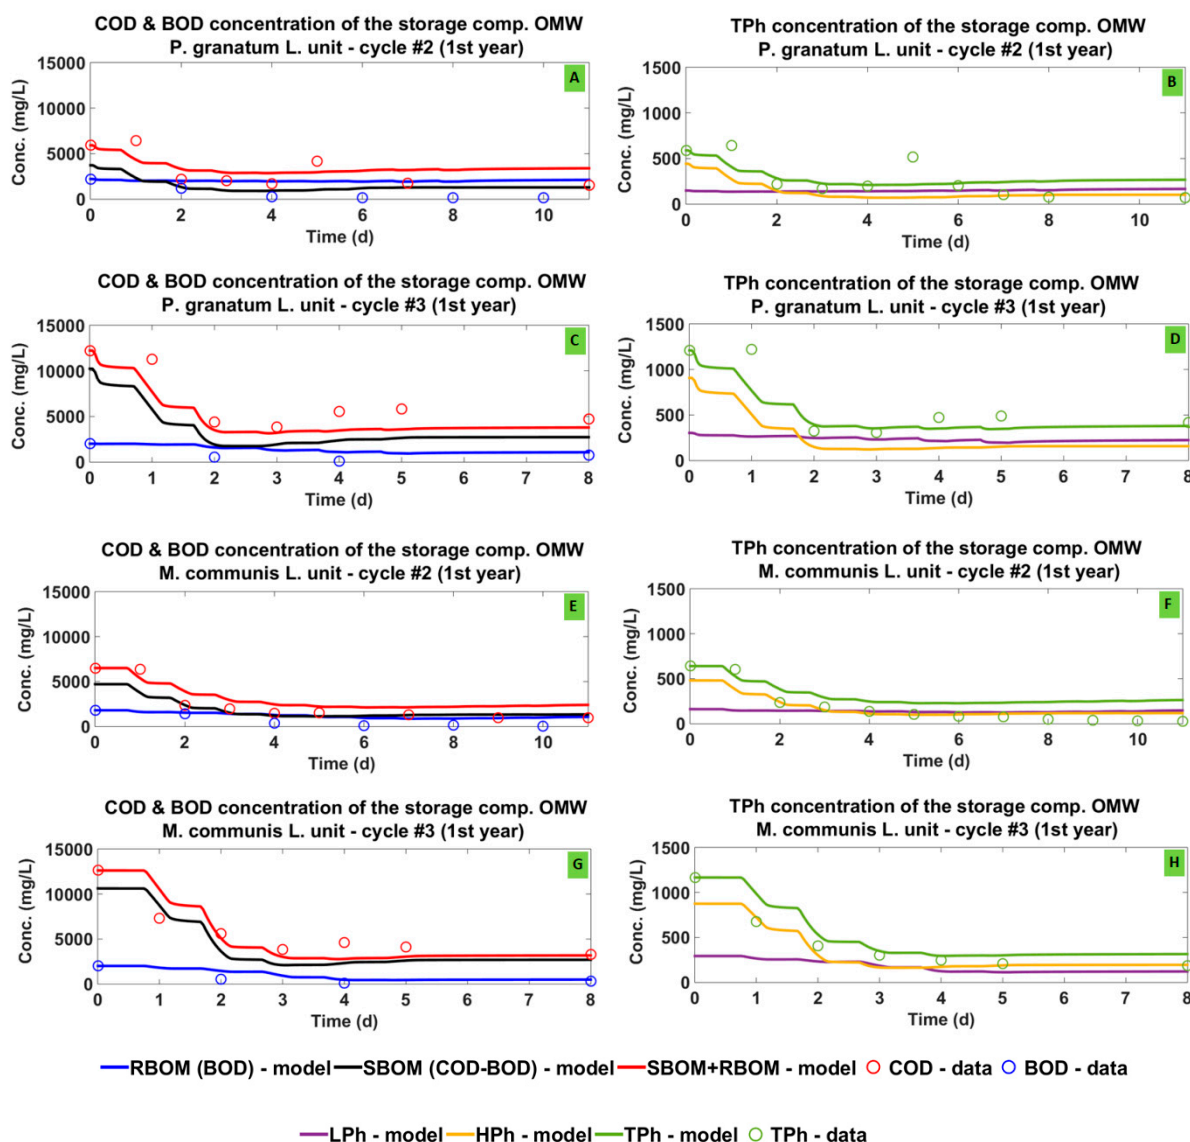 COD & BOD concentration of the storage comp. OMW
P. granatum L. unit - cycle #2 (1st year)
15000
10000
5000
0
Conc. (mg/L)
A
0 2 4 6 8 10
Time (d)
TPh concentration of the storage comp. OMW
P. granatum L. unit - cycle #2 (1st year)
1500
1000
500
0
Conc. (mg/L)
B
0 2 4 6 8 10
Time (d)
COD & BOD concentration of the storage comp. OMW
P. granatum L. unit - cycle #3 (1st year)
15000
10000
5000
0
Conc. (mg/L)
C
0 1 2 3 4 5 6 7 8
Time (d)
TPh concentration of the storage comp. OMW
P. granatum L. unit - cycle #3 (1st year)
1500
1000
500
0
Conc. (mg/L)
D
0 1 2 3 4 5 6 7 8
Time (d)
COD & BOD concentration of the storage comp. OMW
M. communis L. unit - cycle #2 (1st year)
15000
10000
5000
0
Conc. (mg/L)
E
0 2 4 6 8 10
Time (d)
TPh concentration of the storage comp. OMW
M. communis L. unit - cycle #2 (1st year)
1500
1000
500
0
Conc. (mg/L)
F
0 2 4 6 8 10
Time (d)
COD & BOD concentration of the storage comp. OMW
M. communis L. unit - cycle #3 (1st year)
15000
10000
5000
0
Conc. (mg/L)
G
0 1 2 3 4 5 6 7 8
Time (d)
TPh concentration of the storage comp. OMW
M. communis L. unit - cycle #3 (1st year)
1500
1000
500
0
Conc. (mg/L)
H
0 1 2 3 4 5 6 7 8
Time (d)
RBOM (BOD) - model SBOM (COD-BOD) - model SBOM+RBOM - model COD - data BOD - data
LPh - model HPh - model TPh - model TPh - data